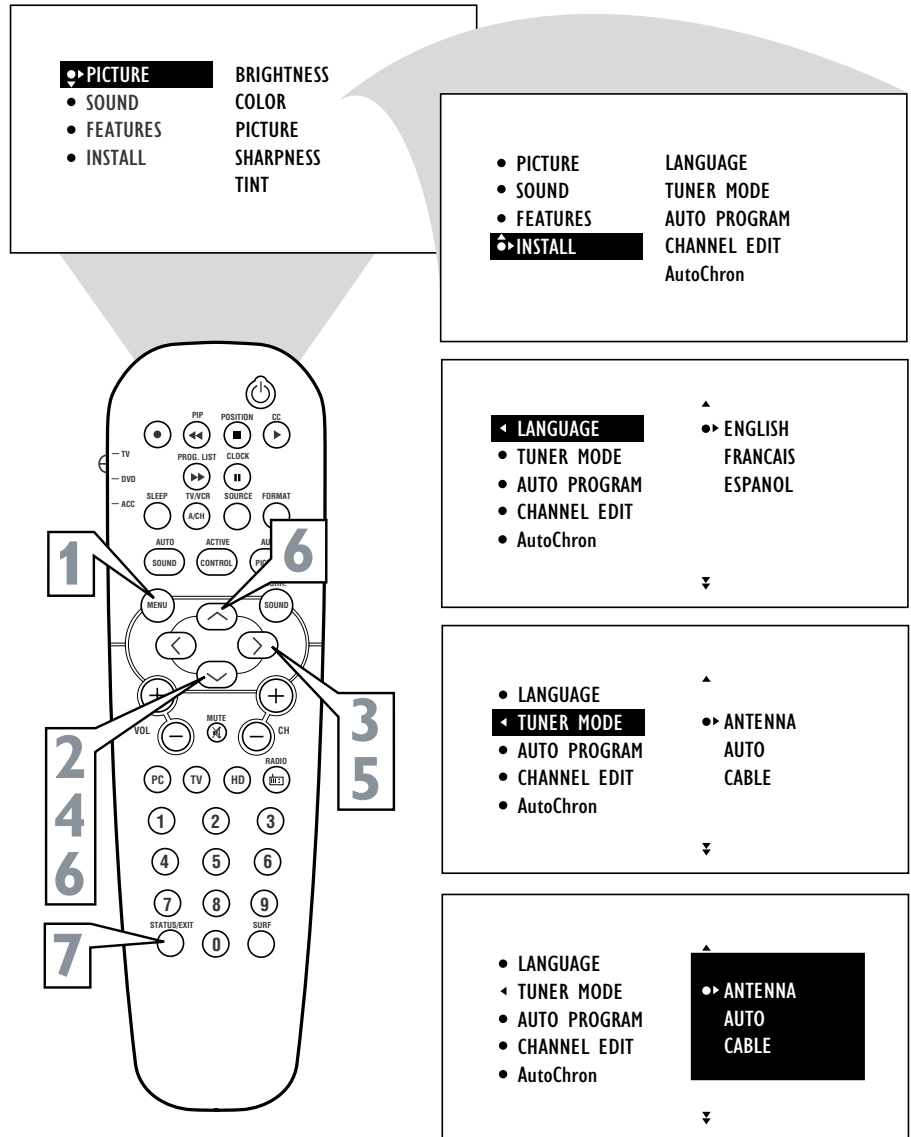 PICTURE BRIGHTNESS
SOUND COLOR
FEATURES PICTURE
INSTALL SHARPNESS
TINT
PICTURE LANGUAGE
SOUND TUNER MODE
FEATURES AUTO PROGRAM
INSTALL CHANNEL EDIT
AutoChron
LANGUAGE ENGLISH
TUNER MODE FRANCAIS
AUTO PROGRAM ESPANOL
CHANNEL EDIT
AutoChron
LANGUAGE
TUNER MODE ANTENNA
AUTO PROGRAM AUTO
CHANNEL EDIT CABLE
AutoChron
LANGUAGE
TUNER MODE ANTENNA
AUTO PROGRAM AUTO
CHANNEL EDIT CABLE
AutoChron
PIP POSITION CC
TV
PROG. LIST CLOCK
DVD
ACC
SLEEP TV/VCR SOURCE FORMAT
A/CH
AUTO ACTIVE
SOUND CONTROL
1
6
MENU SOUND
3
5
2
4
6
VOL MUTE CH
RADIO
PC TV HD
1 2 3
4 5 6
7 8 9
STATUS/EXIT SURF
0
7